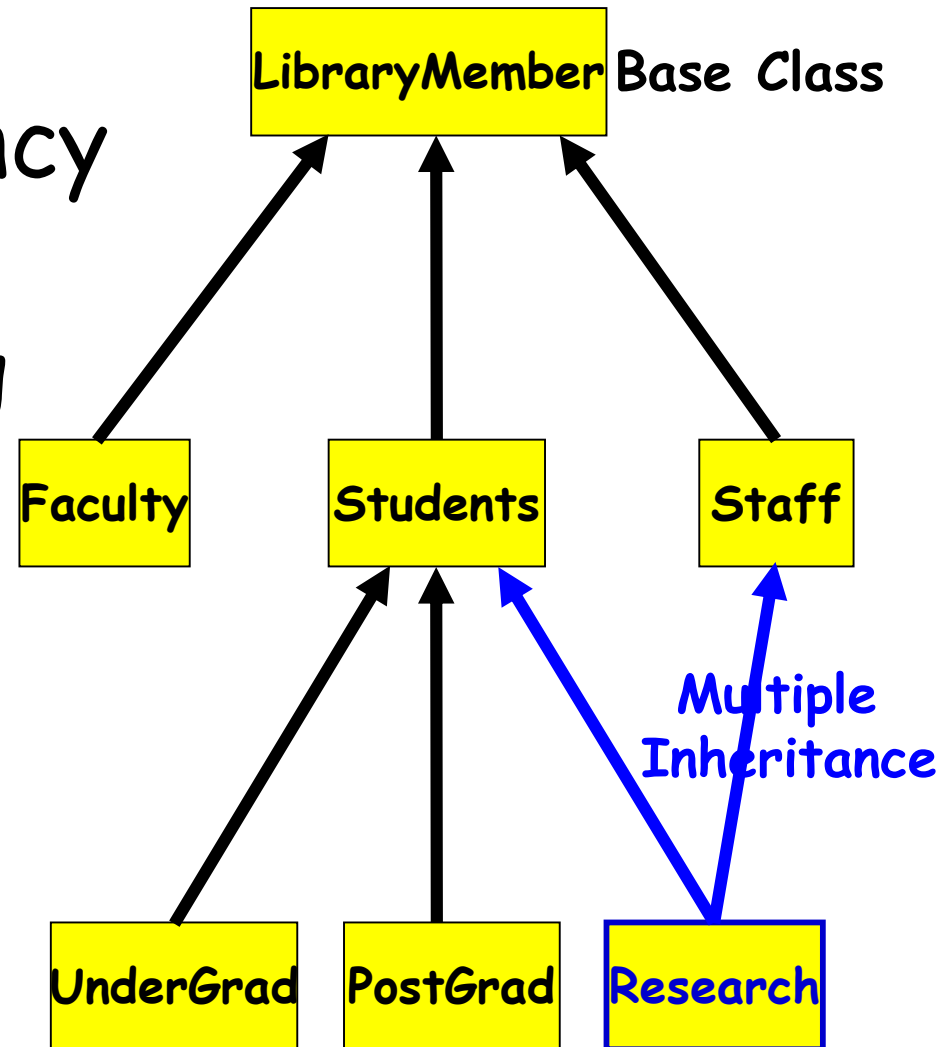 LibraryMember Base Class
Faculty Students Staff
Multiple
Inheritance
UnderGrad PostGrad Research